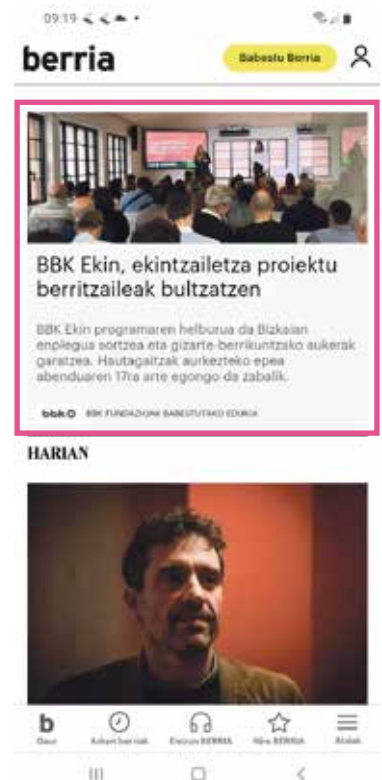 09:19
berria
Babestu Berria
BBK Ekin, ekintzailetza proiektu
berritzaileak bultzatzen
BBK Ekin programaren helburua da Bizkaian
enplegua sortzea eta gizarte-berrikuntzako aukerak
garatzea. Hautagaitzak aurkezteko epea
abenduaren 17ra arte egongo da zabalik.
bbk BBK FUNDAZIOAK BABESTUTAKO EDUKIA
HARIAN
b
Gaur Azken berriak Entzun BERRIA Nire BERRIA Atalak